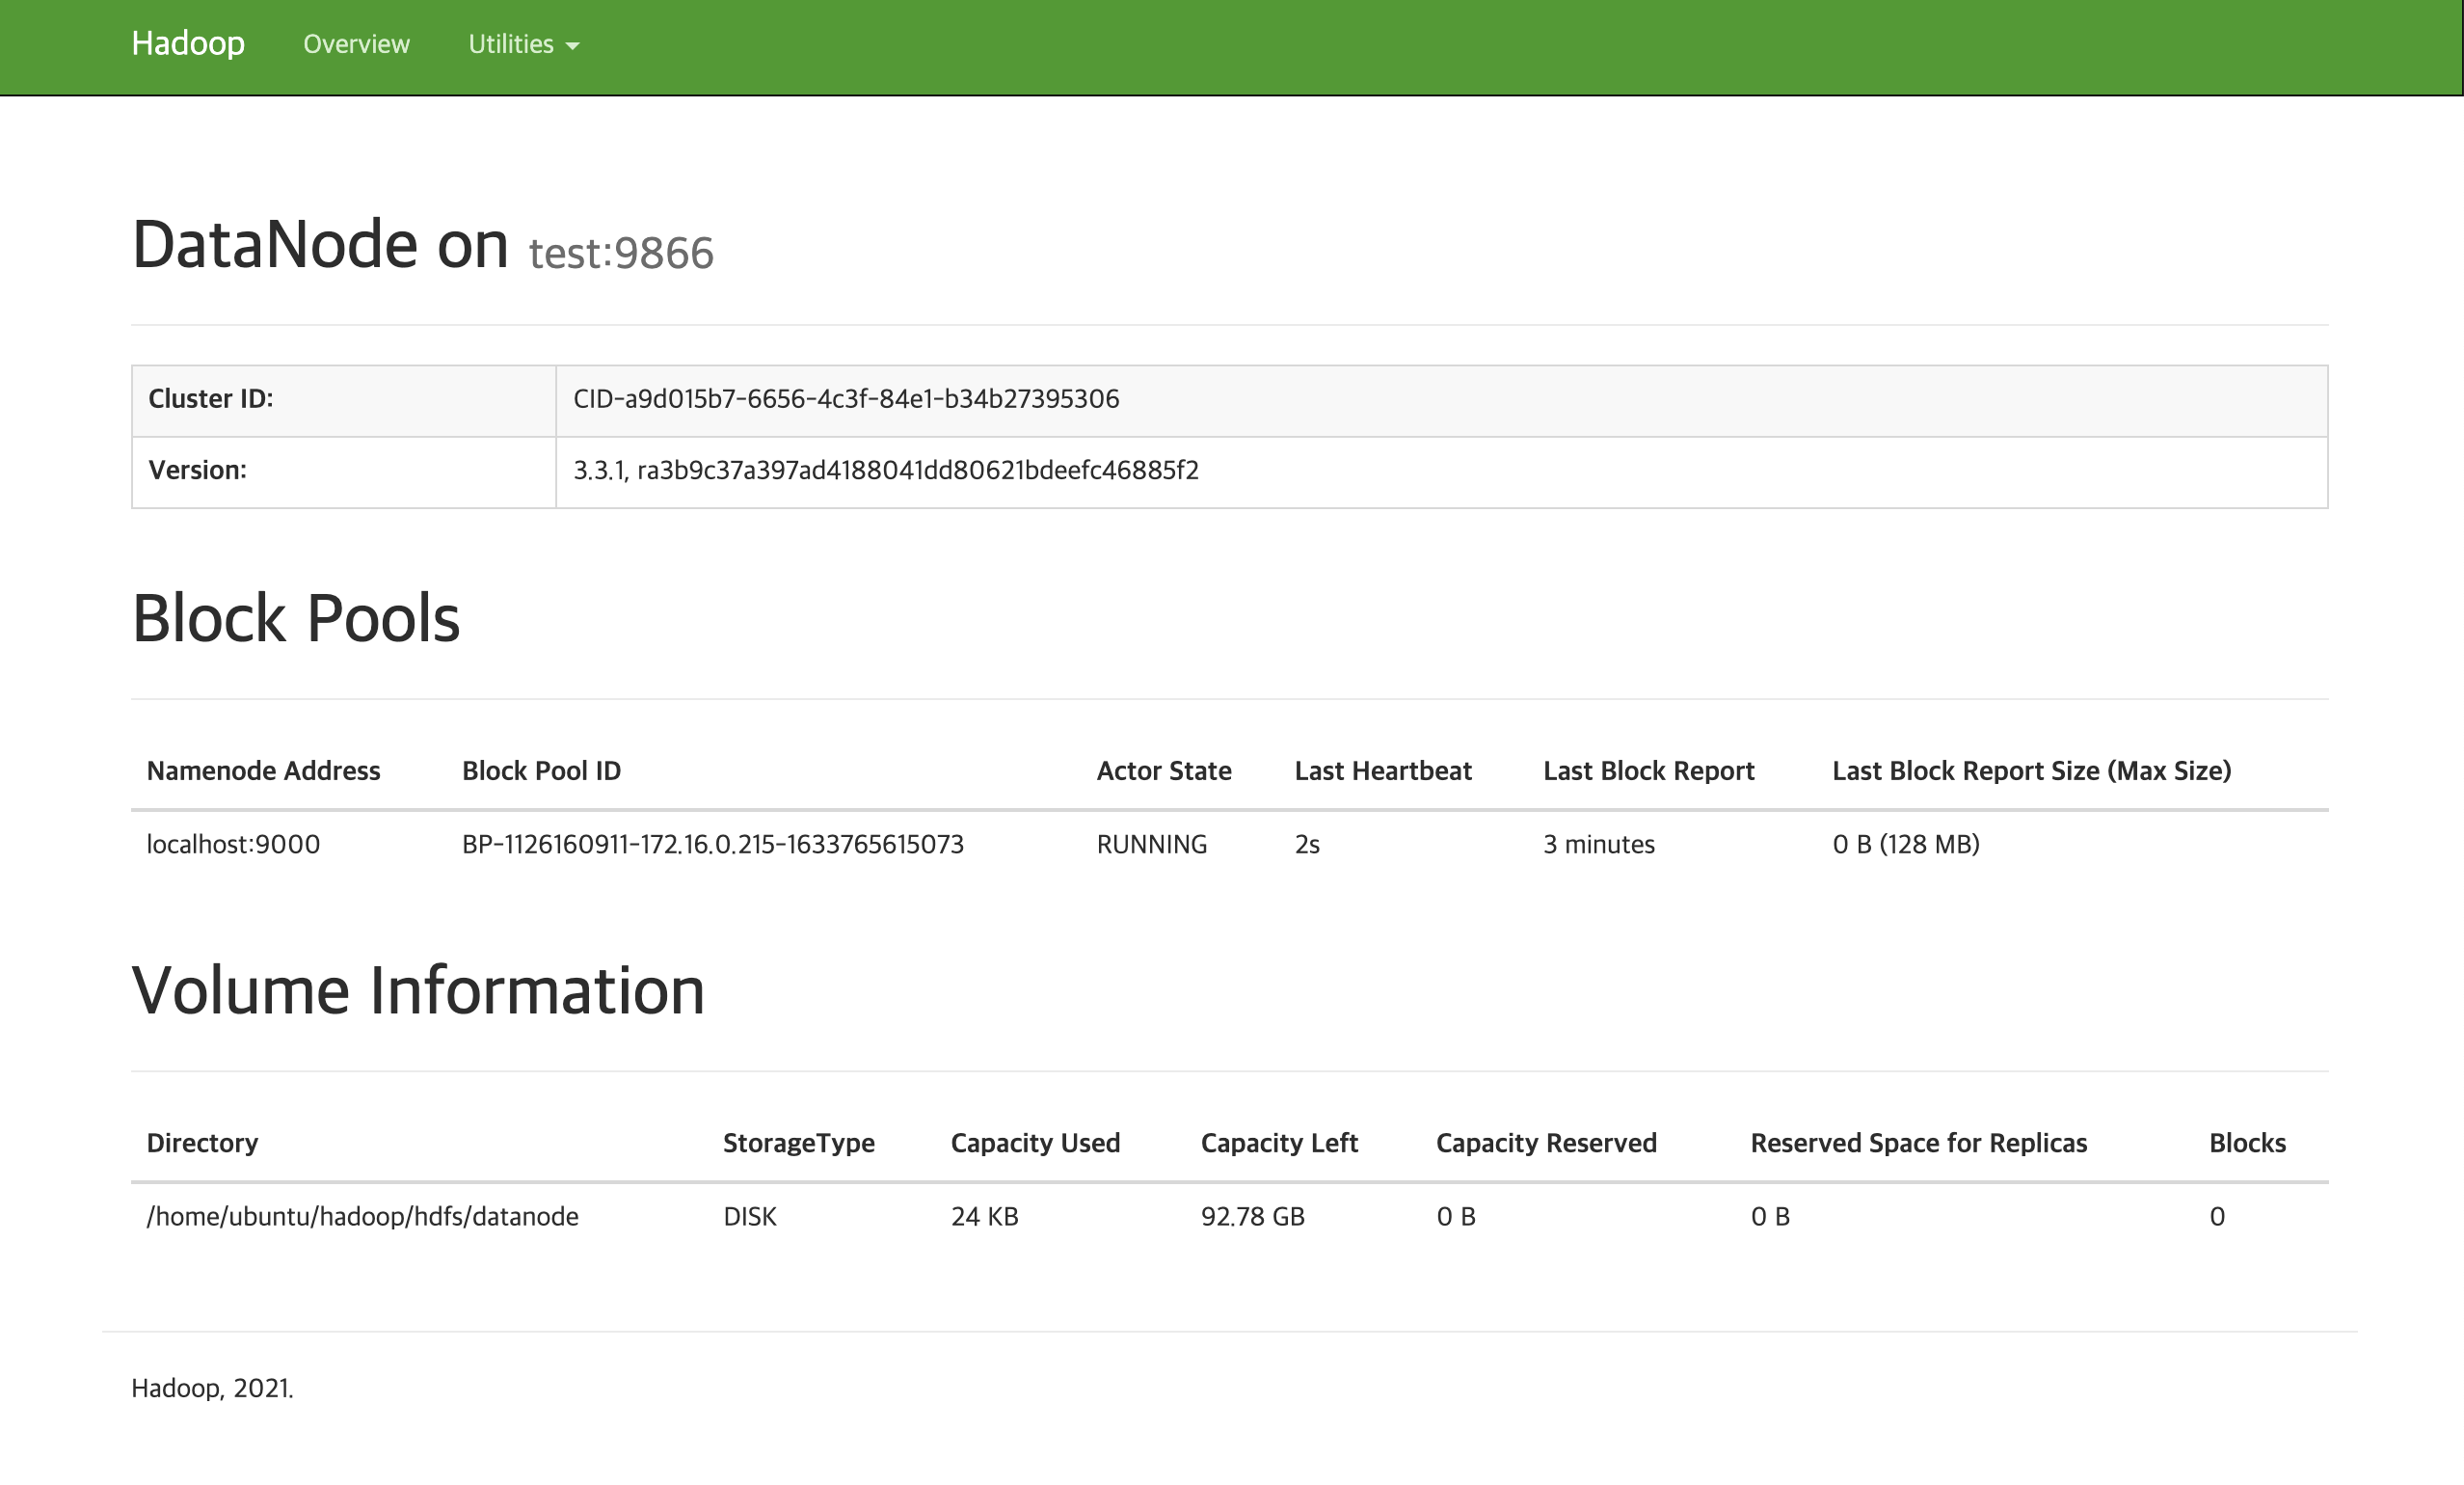 Hadoop Overview Utilities
DataNode on test:9866
Cluster ID: CID-a9d015b7-6656-4c3f-84e1-b34b27395306
Version: 3.3.1, ra3b9c37a397ad4188041dd80621bdeefc46885f2
Block Pools
Namenode Address Block Pool ID Actor State Last Heartbeat Last Block Report Last Block Report Size (Max Size)
localhost:9000 BP-1126160911-172.16.0.215-1633765615073 RUNNING 2s 3 minutes 0 B (128 MB)
Volume Information
Directory StorageType Capacity Used Capacity Left Capacity Reserved Reserved Space for Replicas Blocks
/home/ubuntu/hadoop/hdfs/datanode DISK 24 KB 92.78 GB 0 B 0 B 0
Hadoop, 2021.